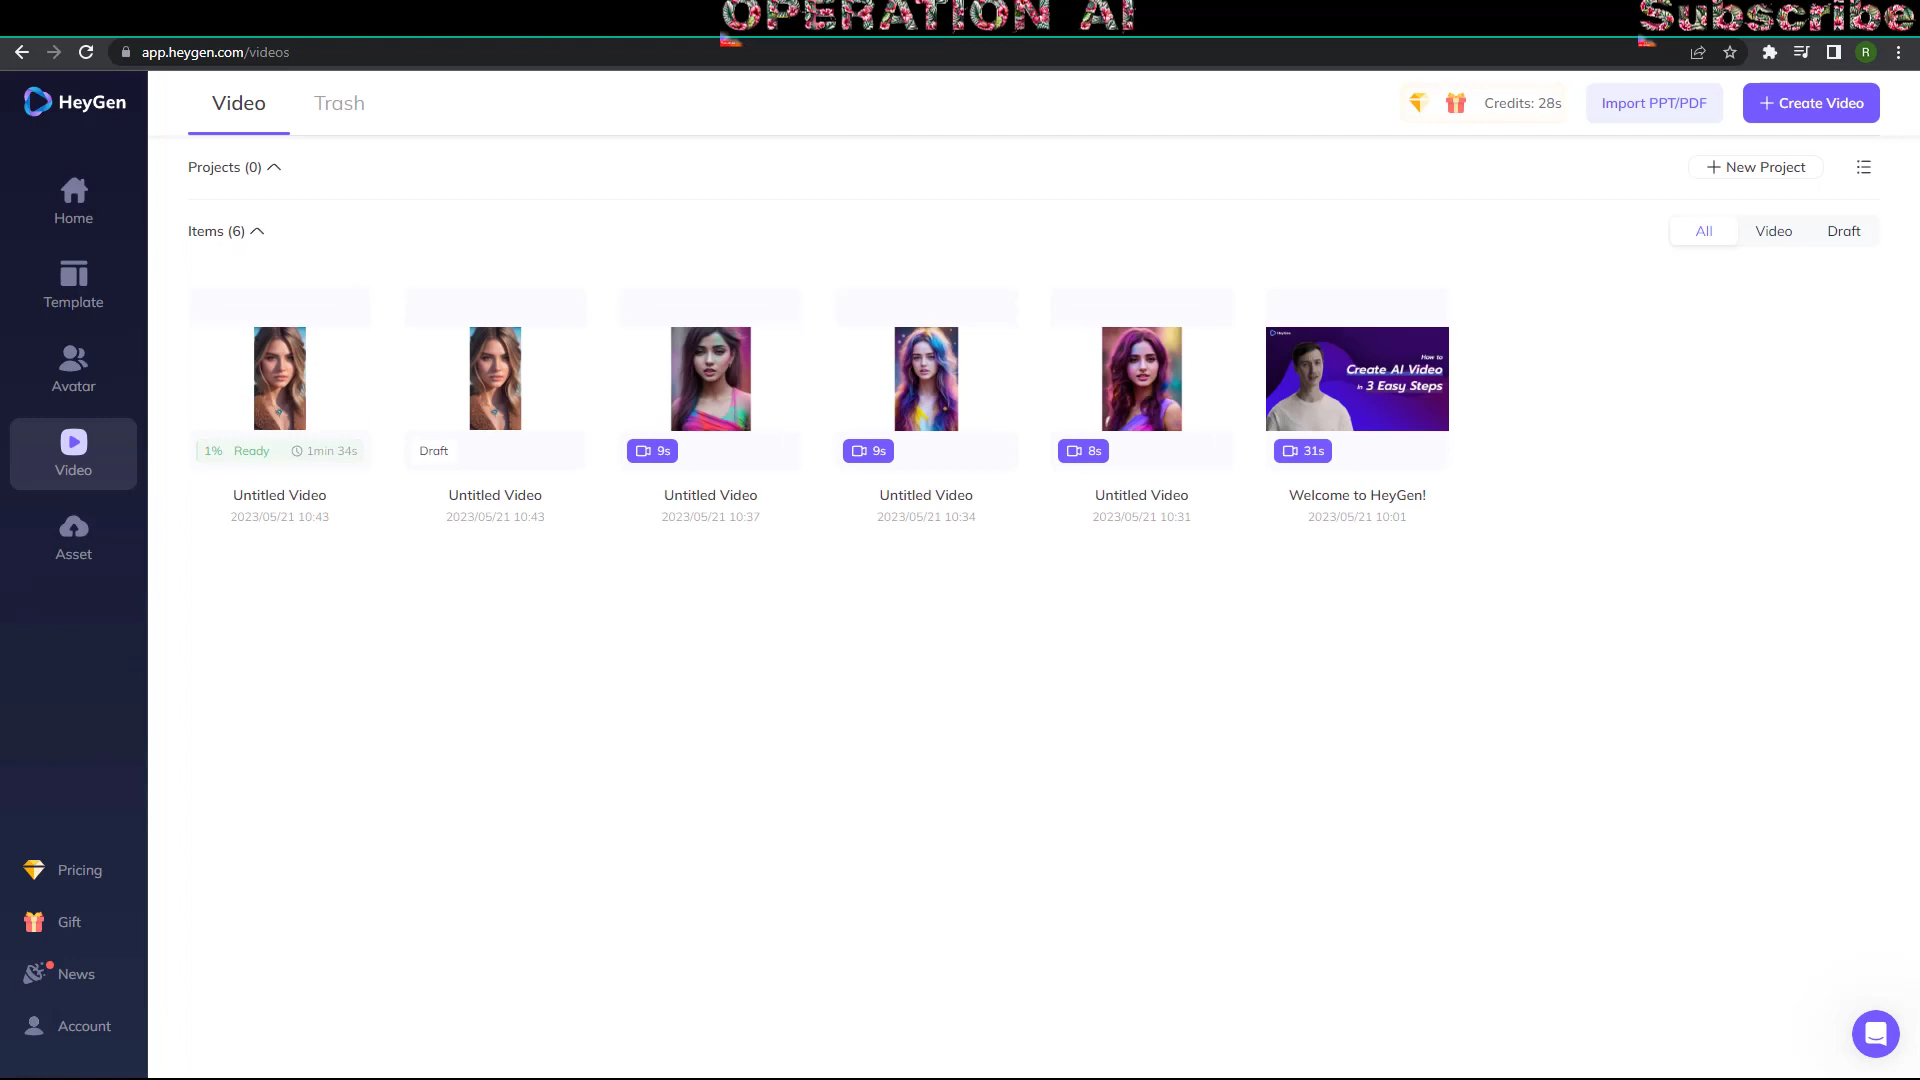 OPERATION AI
Subscribe
app.heygen.com/videos
R
HeyGen
Video
Trash
Credits: 28s
Import PPT/PDF
+ Create Video
Projects (0)
+ New Project
Items (6)
All
Video
Draft
Home
Template
Avatar
Video
Asset
Pricing
Gift
News
Account
HeyGen
How to
Create AI Video
in 3 Easy Steps
1% Ready 1min 34s
Draft
9s
9s
8s
31s
Untitled Video
2023/05/21 10:43
Untitled Video
2023/05/21 10:43
Untitled Video
2023/05/21 10:37
Untitled Video
2023/05/21 10:34
Untitled Video
2023/05/21 10:31
Welcome to HeyGen!
2023/05/21 10:01